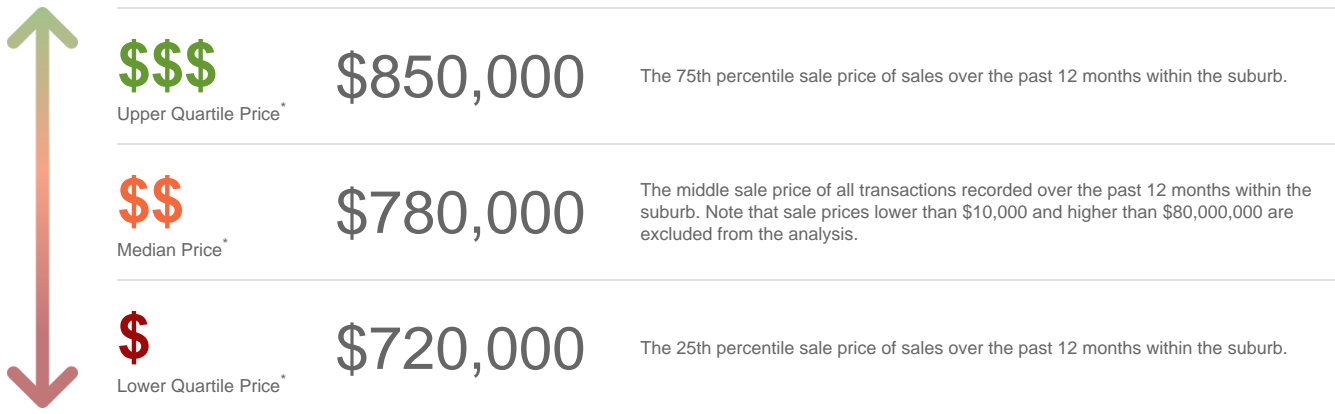 $$$
Upper Quartile Price*
$850,000
The 75th percentile sale price of sales over the past 12 months within the suburb.
$$
Median Price*
$780,000
The middle sale price of all transactions recorded over the past 12 months within the
suburb. Note that sale prices lower than $10,000 and higher than $80,000,000 are
excluded from the analysis.
$
Lower Quartile Price*
$720,000
The 25th percentile sale price of sales over the past 12 months within the suburb.